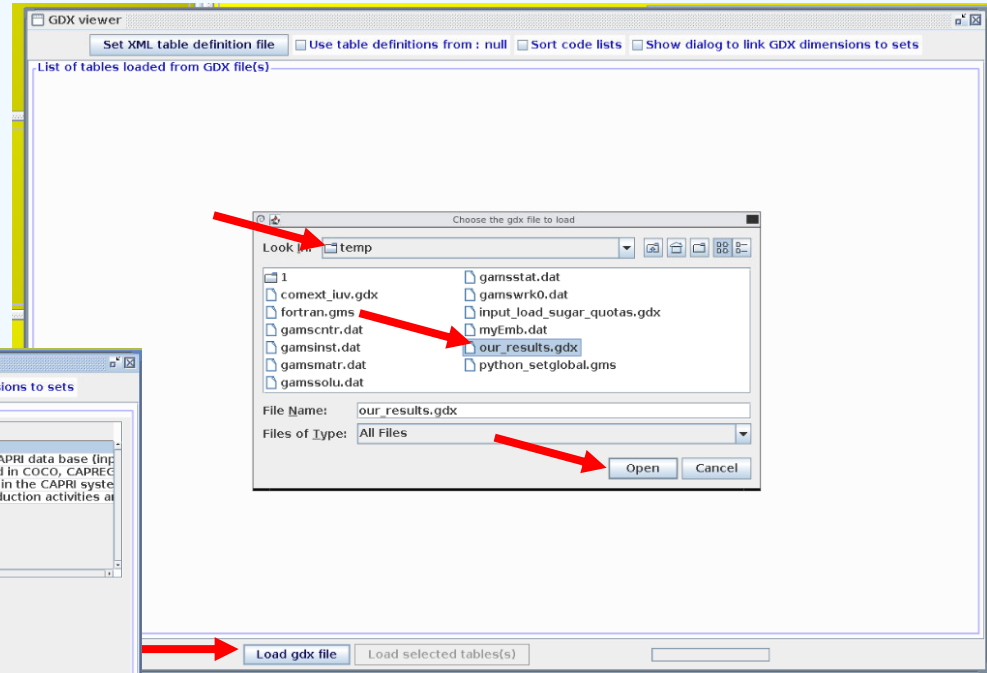 GDX viewer
Set XML table definition file Use table definitions from : null Sort code lists Show dialog to link GDX dimensions to sets
List of tables loaded from GDX file(s)
Choose the gdx file to load
Look In: temp
1
comext_iuv.gdx
fortran.gms
gamscntr.dat
gamsinst.dat
gamsmatr.dat
gamssolu.dat
gamsstat.dat
gamswrk0.dat
input_load_sugar_quotas.gdx
myEmb.dat
our_results.gdx
python_setglobal.gms
File Name: our_results.gdx
Files of Type: All Files
Open Cancel
sions to sets
APRI data base (inp
d in COCO, CAPREG
in the CAPRI syste
duction activities a
Load gdx file Load selected tables(s)